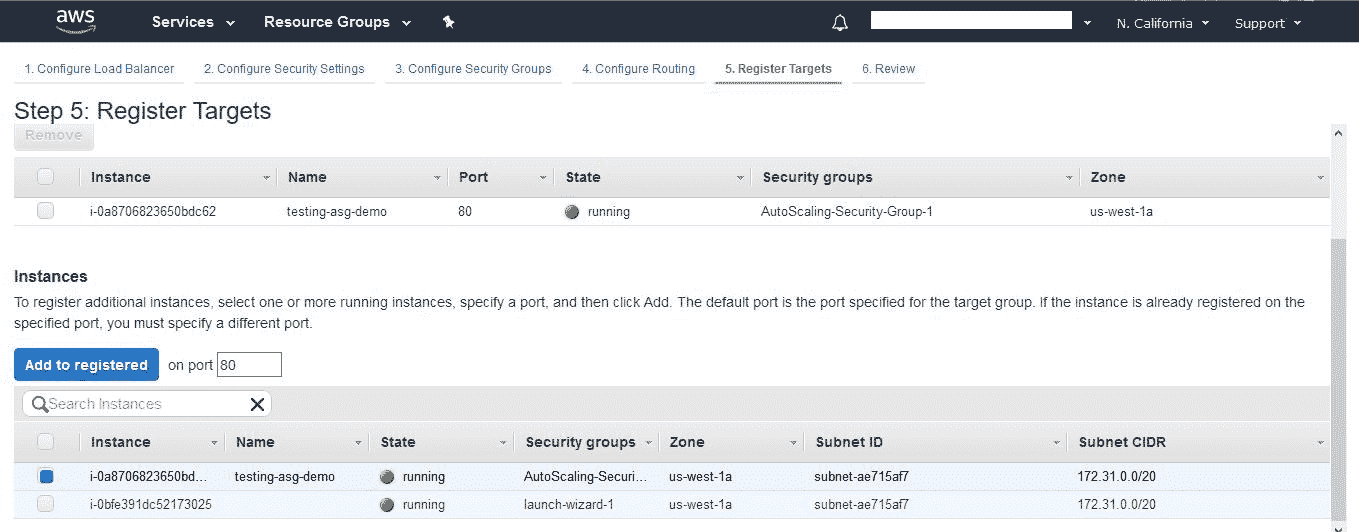 aws Services Resource Groups N. California Support
1. Configure Load Balancer 2. Configure Security Settings 3. Configure Security Groups 4. Configure Routing 5. Register Targets 6. Review
Step 5: Register Targets
Remove
Instance Name Port State Security groups Zone
i-0a8706823650bdc62 testing-asg-demo 80 running AutoScaling-Security-Group-1 us-west-1a
Instances
To register additional instances, select one or more running instances, specify a port, and then click Add. The default port is the port specified for the target group. If the instance is already registered on the
specified port, you must specify a different port.
Add to registered on port 80
Search Instances
Instance Name State Security groups Zone Subnet ID Subnet CIDR
i-0a8706823650bd... testing-asg-demo running AutoScaling-Securi... us-west-1a subnet-ae715af7 172.31.0.0/20
i-0bfe391dc52173025 running launch-wizard-1 us-west-1a subnet-ae715af7 172.31.0.0/20